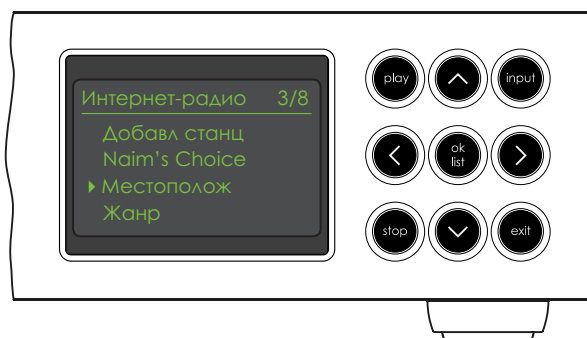 Интернет-радио 3/8
Добавл станц
Naim's Choice
Местополож
Жанр
play
input
ok
list
stop
exit